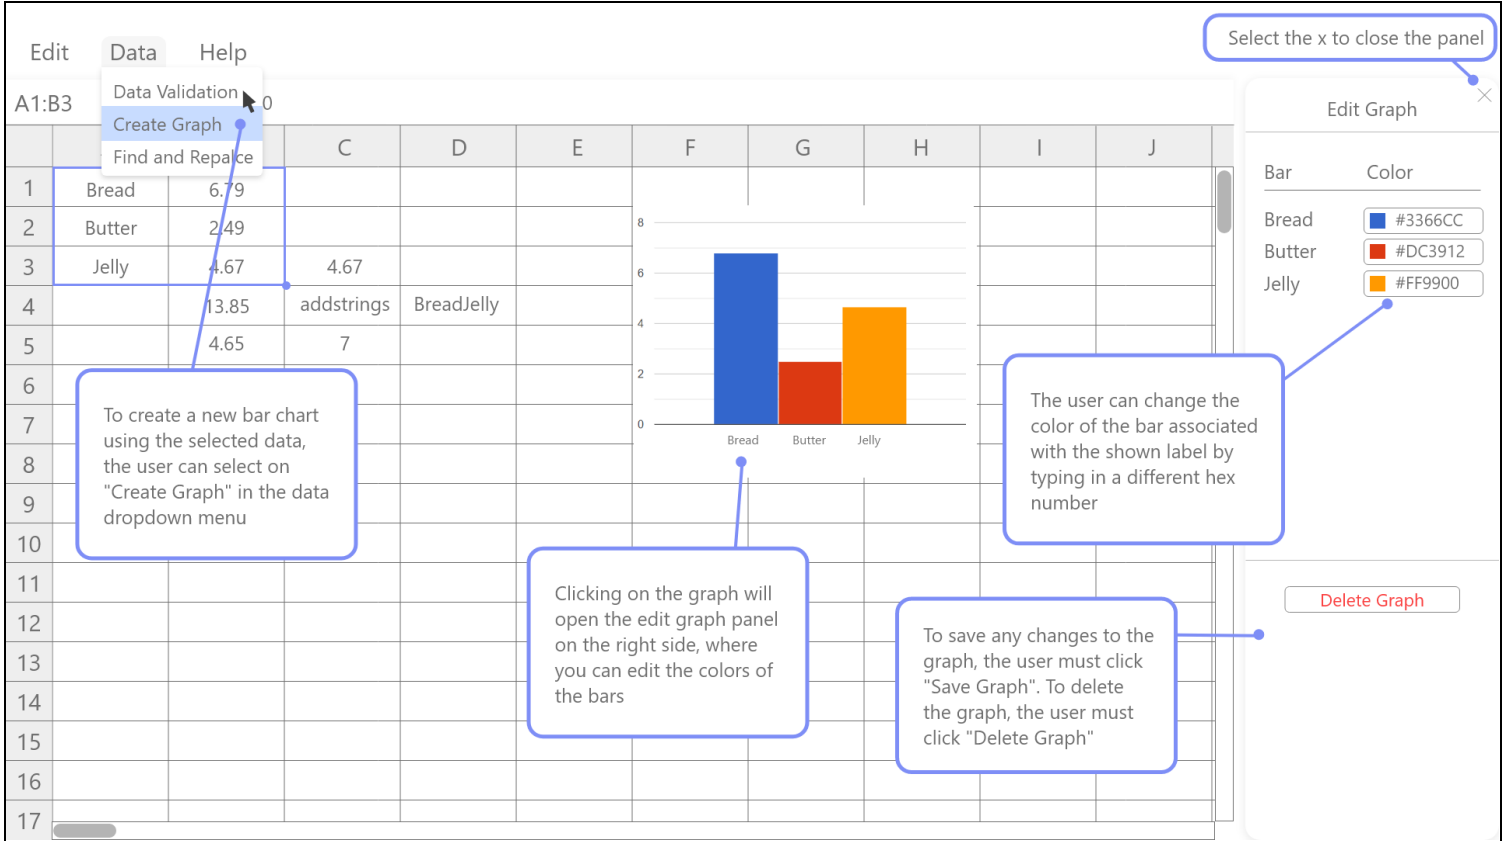 Select the x to close the panel
Edit Data Help
Data Validation
Create Graph
Find and Repalce
A1:B3
0
Edit Graph
C D E F G H I J
Bar Color
Bread #3366CC
Butter #DC3912
Jelly #FF9900
1 Bread 6.79
2 Butter 2.49
3 Jelly 4.67 4.67
4 13.85 addstrings BreadJelly
5 4.65 7
6
7
8
9
10
11
12
13
14
15
16
17
8
6
4
2
0
Bread Butter Jelly
To create a new bar chart
using the selected data,
the user can select on
"Create Graph" in the data
dropdown menu
The user can change the
color of the bar associated
with the shown label by
typing in a different hex
number
Clicking on the graph will
open the edit graph panel
on the right side, where
you can edit the colors of
the bars
To save any changes to the
graph, the user must click
"Save Graph". To delete
the graph, the user must
click "Delete Graph"
Delete Graph